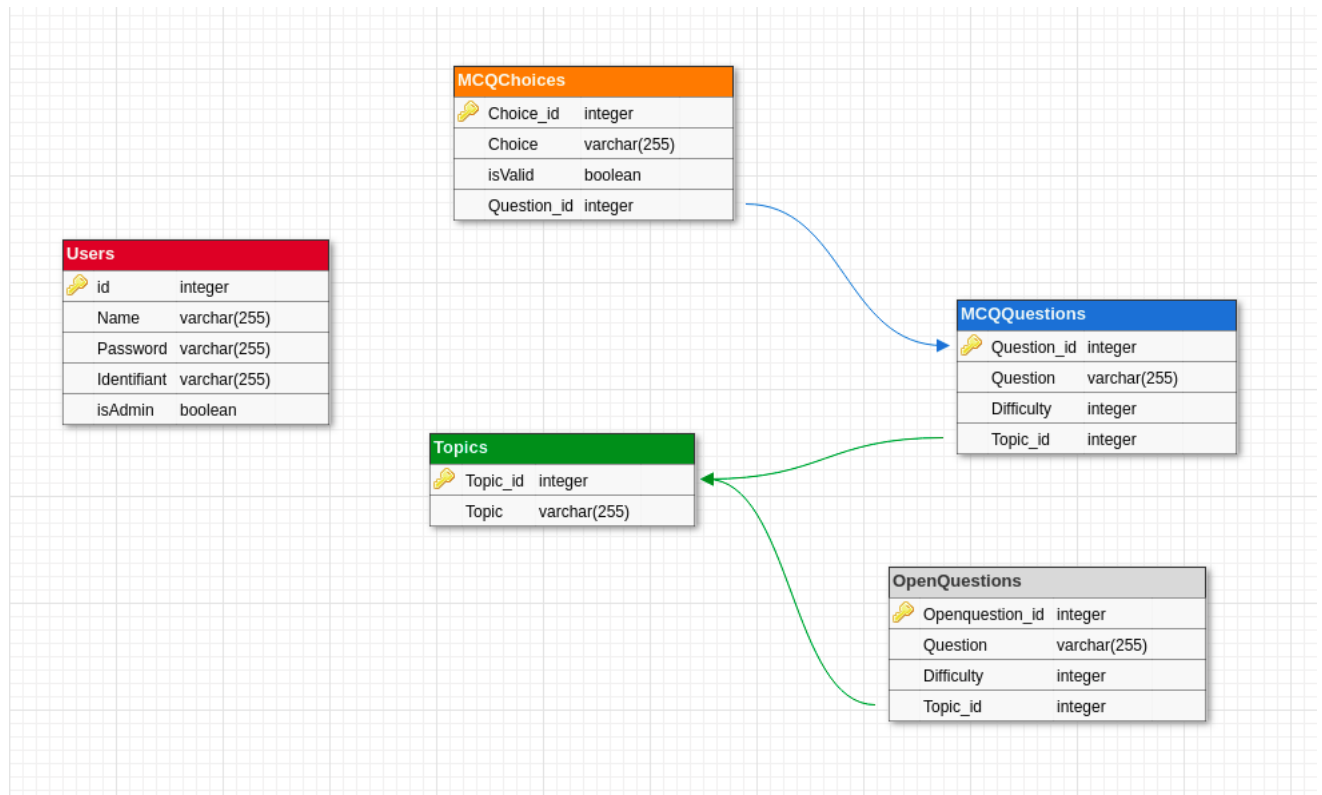 MCQChoices
Choice_id integer
Choice varchar(255)
isValid boolean
Question_id integer
Users
id integer
Name varchar(255)
Password varchar(255)
Identifiant varchar(255)
isAdmin boolean
MCQQuestions
Question_id integer
Question varchar(255)
Difficulty integer
Topic_id integer
Topics
Topic_id integer
Topic varchar(255)
OpenQuestions
Openquestion_id integer
Question varchar(255)
Difficulty integer
Topic_id integer